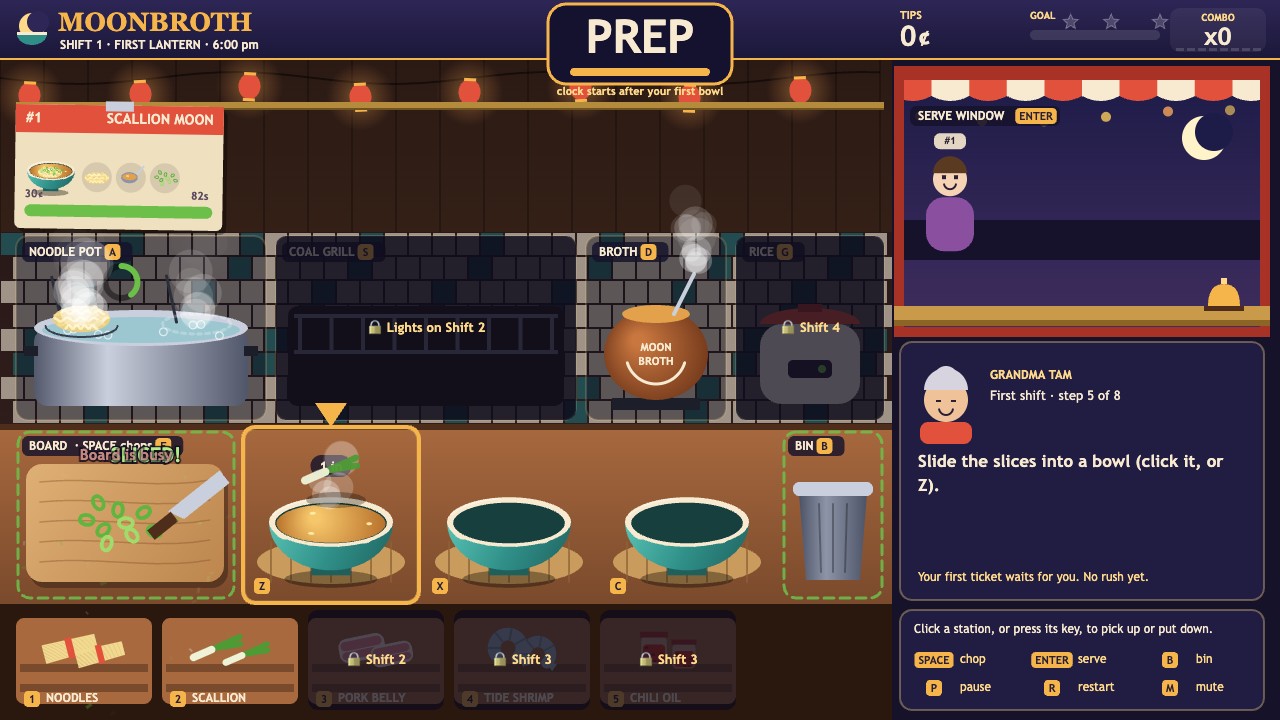 MOONBROTH
SHIFT 1 · FIRST LANTERN · 6:00 pm
PREP
clock starts after your first bowl
TIPS
0¢
GOAL
COMBO
x0
#1 SCALLION MOON
30¢
82s
SERVE WINDOW ENTER
#1
NOODLE POT A
COAL GRILL S
Lights on Shift 2
BROTH D
MOON
BROTH
RICE G
Shift 4
GRANDMA TAM
First shift · step 5 of 8
Slide the slices into a bowl (click it, or
Z).
Your first ticket waits for you. No rush yet.
BOARD · SPACE chops F
Board is busy!
Z
X
C
BIN B
1 NOODLES
2 SCALLION
Shift 2
3 PORK BELLY
Shift 3
4 TIDE SHRIMP
Shift 3
5 CHILI OIL
Click a station, or press its key, to pick up or put down.
SPACE chop
ENTER serve
B bin
P pause
R restart
M mute